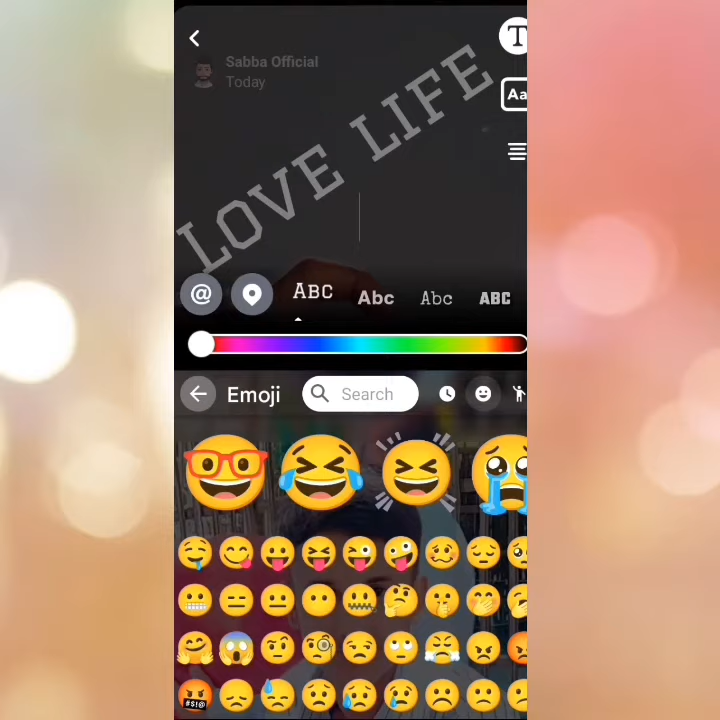 Sabba Official
Today
T
Aa
LOVE LIFE
@
ABC Abc Abc ABC
Emoji
Search
#$!@